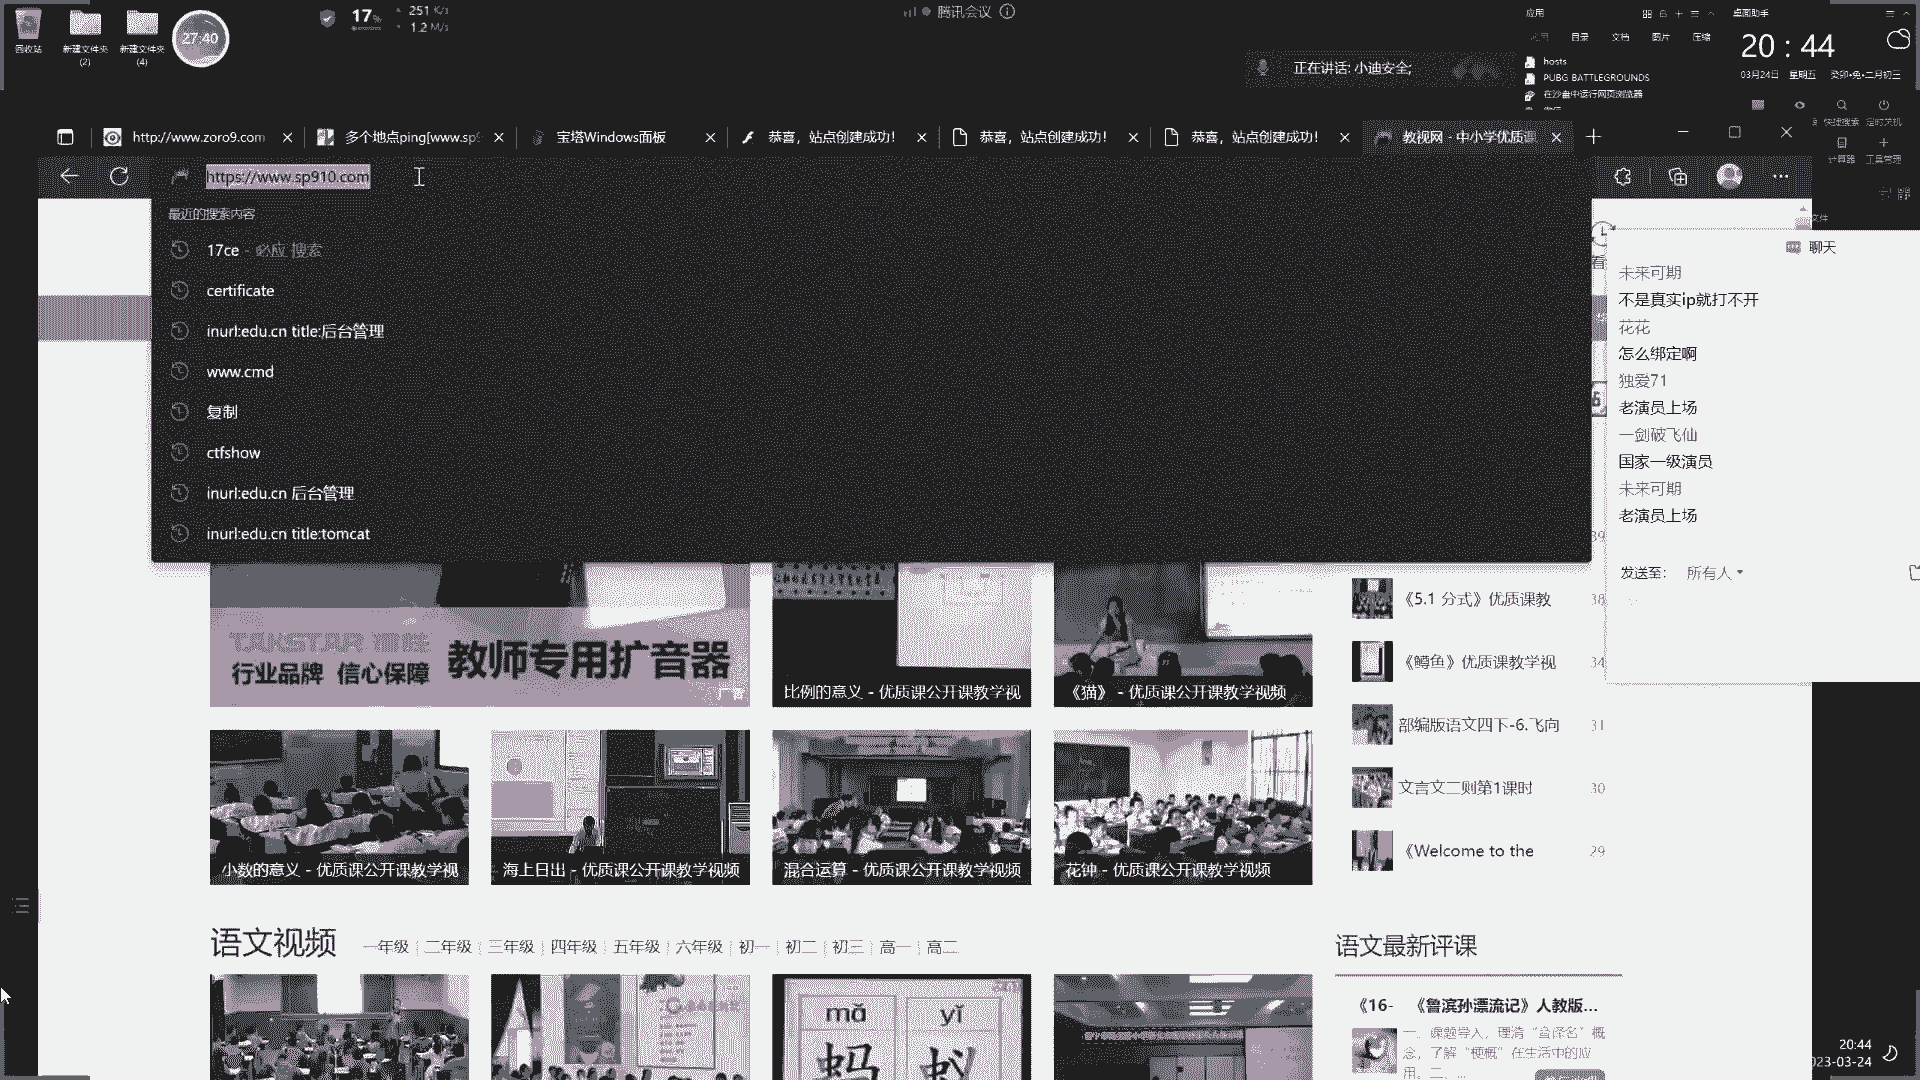 回收站
新建文件夹 (2)
新建文件夹 (4)
27:40
17%
251 K/s
1.2 M/s
腾讯会议
正在讲话: 小迪安全;
应用
目录
文档
图片
压缩
hosts
PUBG BATTLEGROUNDS
在沙盘中运行网页浏览器
桌面助手
20 : 44
03月24日 星期五 癸卯•兔•二月初三
快捷搜索 定时关机
计算器 工具管理
http://www.zoro9.com
多个地点ping[www.sp
宝塔Windows面板
恭喜，站点创建成功！
恭喜，站点创建成功！
恭喜，站点创建成功！
教视网 - 中小学优质课
https://www.sp910.com
最近的搜索内容
17ce - 必应 搜索
certificate
inurl:edu.cn title:后台管理
www.cmd
复制
ctfshow
inurl:edu.cn 后台管理
inurl:edu.cn title:tomcat
文件
聊天
未来可期
不是真实ip就打不开
花花
怎么绑定啊
独爱71
老演员上场
一剑破飞仙
国家一级演员
未来可期
老演员上场
发送至: 所有人
TAKSTAR 得胜
行业品牌 信心保障
教师专用扩音器
广告
比例的意义 - 优质课公开课教学视
《猫》 - 优质课公开课教学视频
39
《5.1 分式》优质课教 38
《鳟鱼》优质课教学视 34
部编版语文四下-6.飞向 31
文言文二则第1课时 30
《Welcome to the 29
小数的意义 - 优质课公开课教学视
海上日出 - 优质课公开课教学视频
混合运算 - 优质课公开课教学视频
花钟 - 优质课公开课教学视频
语文视频
一年级 | 二年级 | 三年级 | 四年级 | 五年级 | 六年级 | 初一 | 初二 | 初三 | 高一 | 高二
语文最新评课
《16- 《鲁滨孙漂流记》人教版...
一、课题导入，理清“音译名”概
念，了解“梗概”在生活中的应
用。二、...
mǎ yǐ
蚂 蚁
20:44
023-03-24